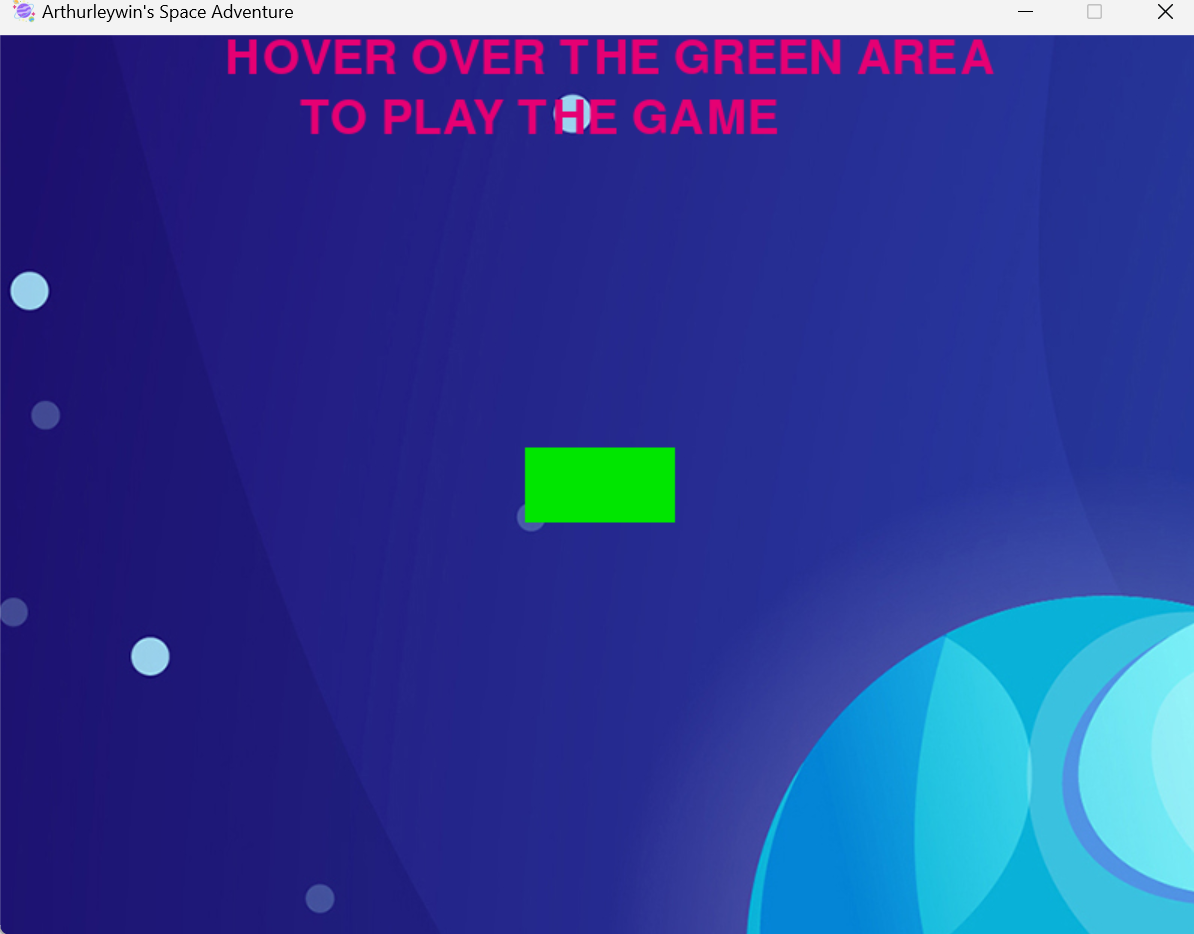 Arthurleywin's Space Adventure
HOVER OVER THE GREEN AREA
TO PLAY THE GAME